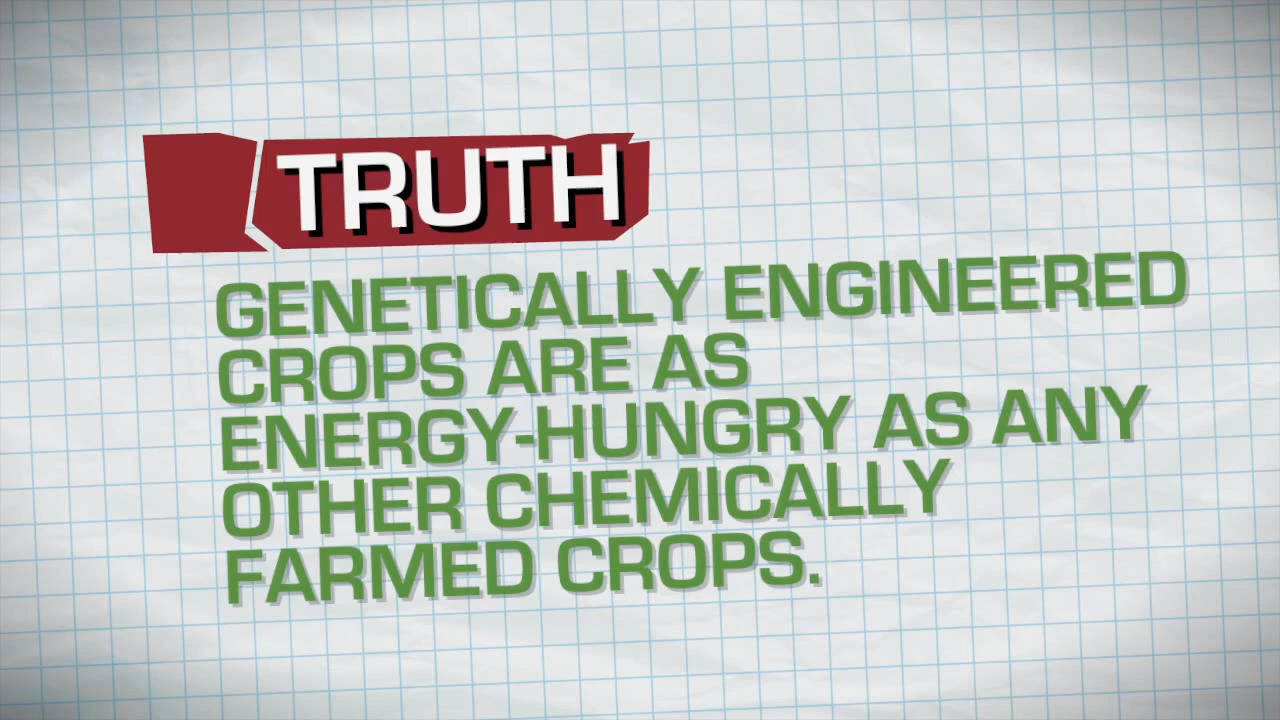 TRUTH
GENETICALLY ENGINEERED
CROPS ARE AS
ENERGY-HUNGRY AS ANY
OTHER CHEMICALLY
FARMED CROPS.